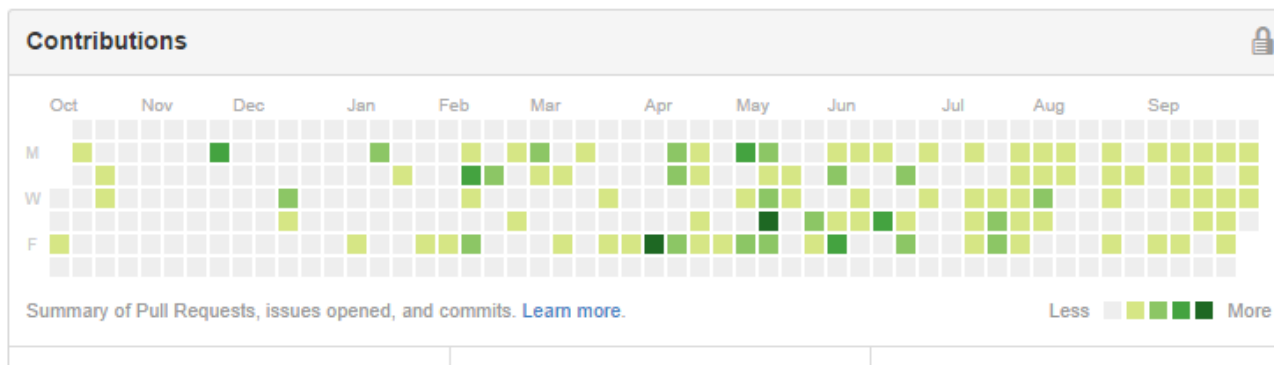 Contributions
Oct Nov Dec Jan Feb Mar Apr May Jun Jul Aug Sep
M
W
F
Summary of Pull Requests, issues opened, and commits. Learn more.
Less More